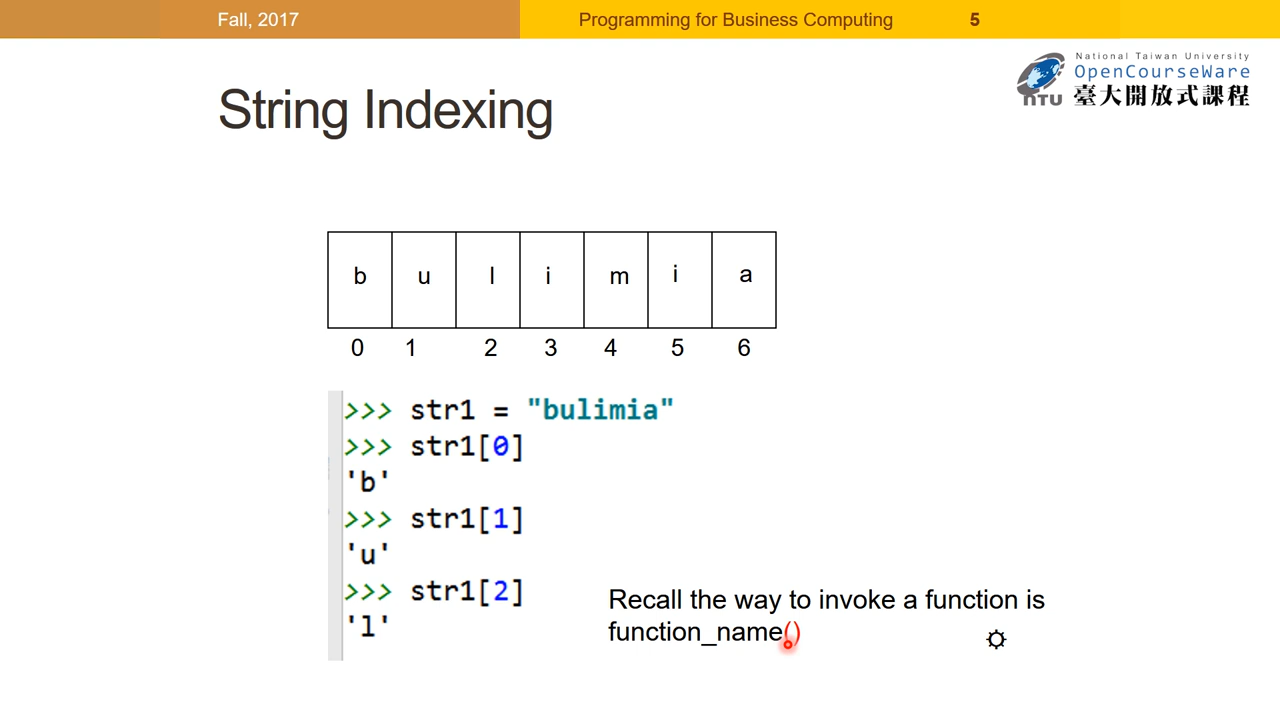 Fall, 2017 Programming for Business Computing 5
National Taiwan University
OpenCourseWare
NTU 臺大開放式課程
String Indexing
b u l i m i a
0 1 2 3 4 5 6
>>> str1 = "bulimia"
>>> str1[0]
'b'
>>> str1[1]
'u'
>>> str1[2]
'l'
Recall the way to invoke a function is
function_name()